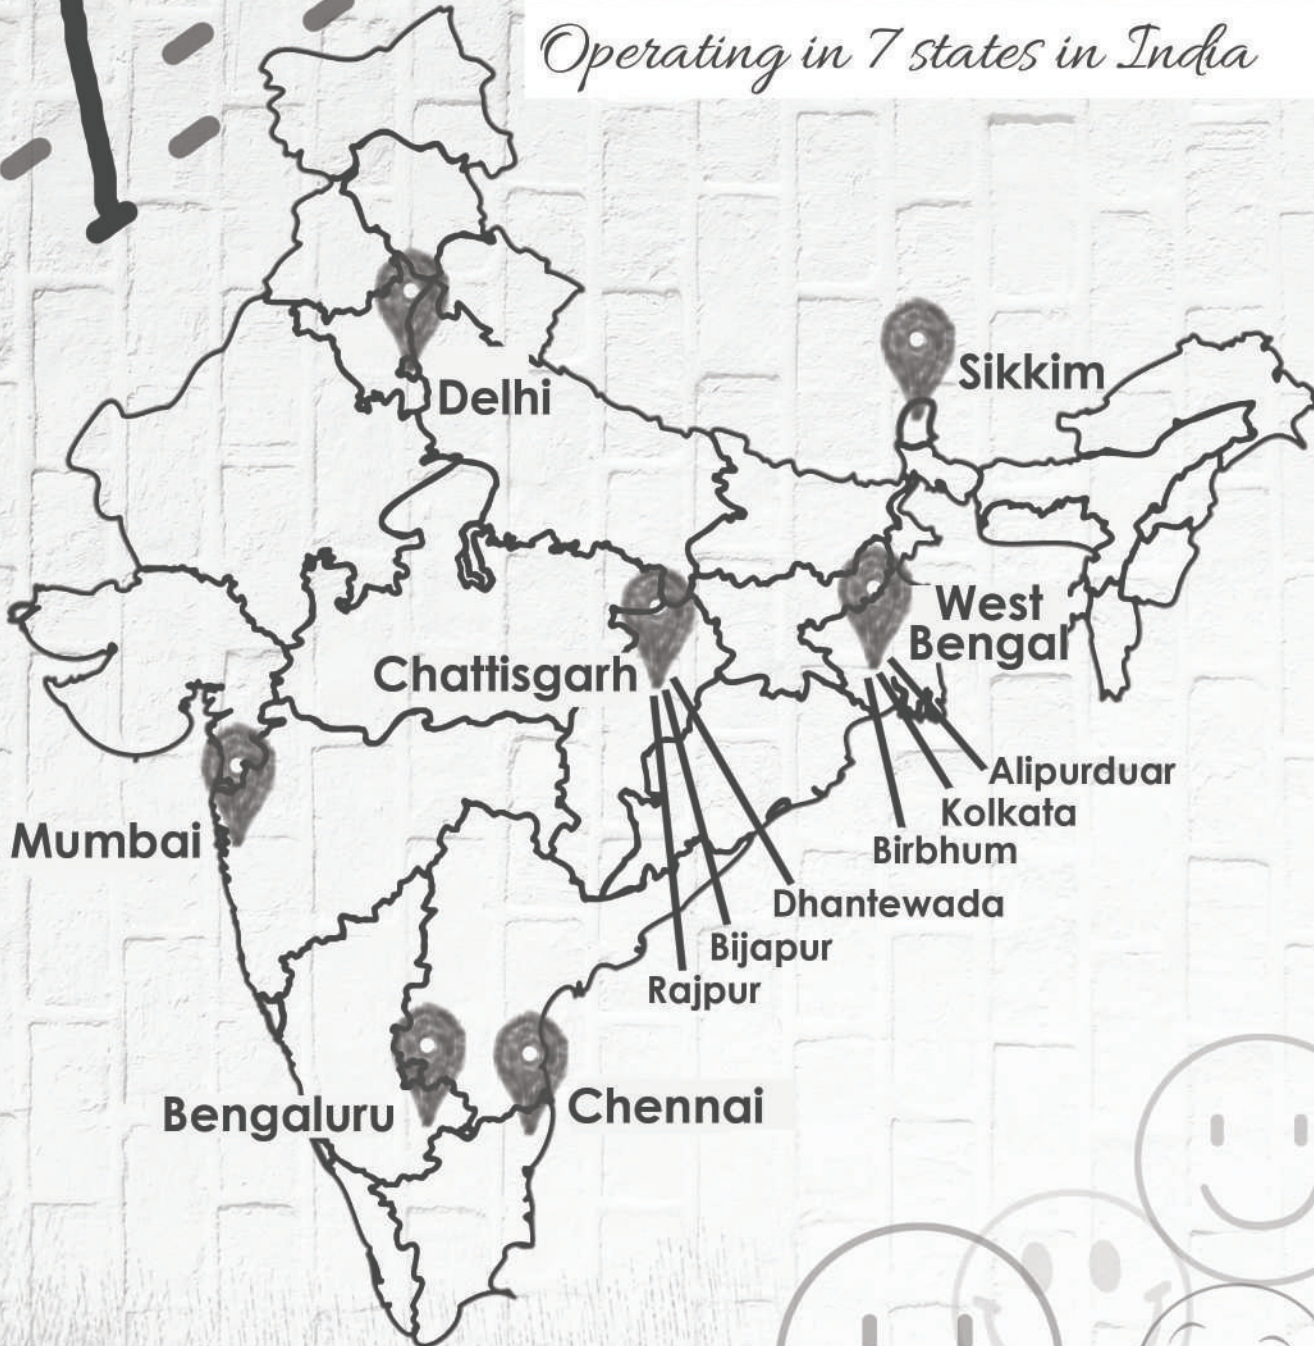 Operating in 7 states in India
Sikkim
Delhi
West
Bengal
Chattisgarh
Alipurduar
Kolkata
Birbhum
Mumbai
Dhantewada
Bijapur
Rajpur
Bengaluru
Chennai